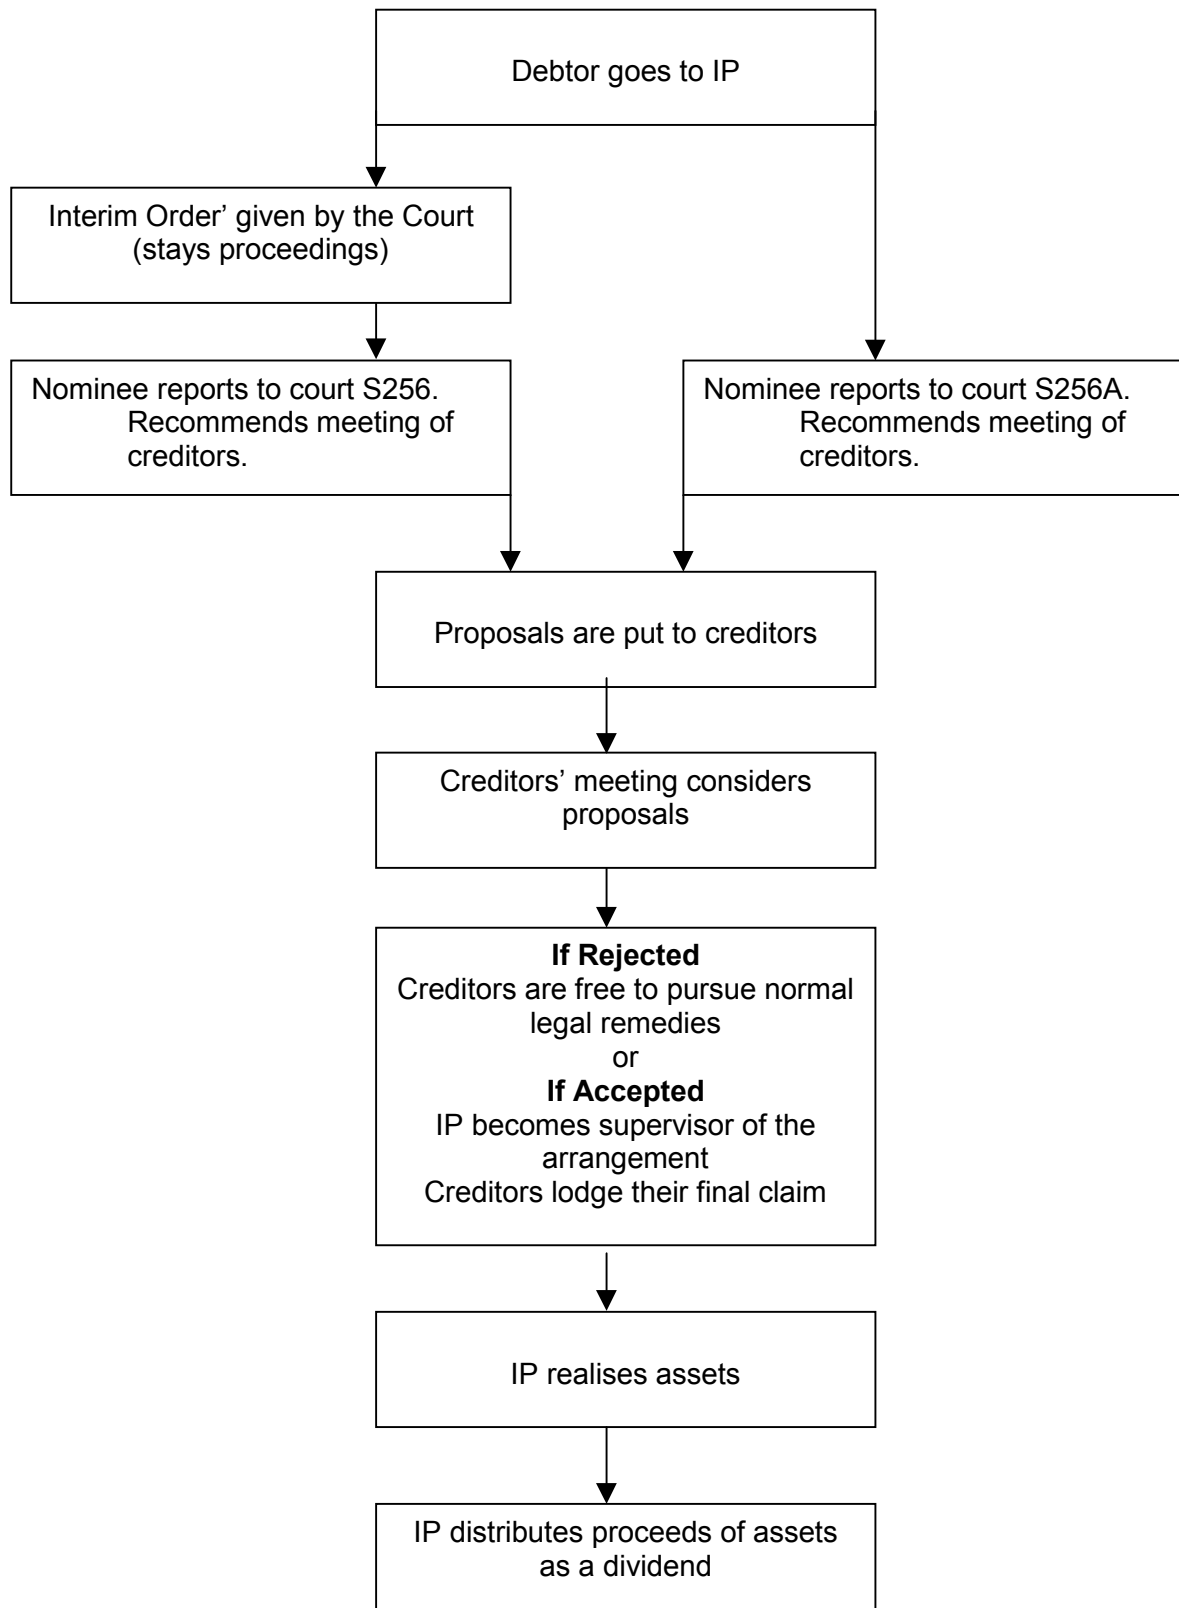 Debtor goes to IP
Interim Order’ given by the Court
(stays proceedings)
Nominee reports to court S256.
Recommends meeting of
creditors.
Nominee reports to court S256A.
Recommends meeting of
creditors.
Proposals are put to creditors
Creditors’ meeting considers
proposals
If Rejected
Creditors are free to pursue normal
legal remedies
or
If Accepted
IP becomes supervisor of the
arrangement
Creditors lodge their final claim
IP realises assets
IP distributes proceeds of assets
as a dividend